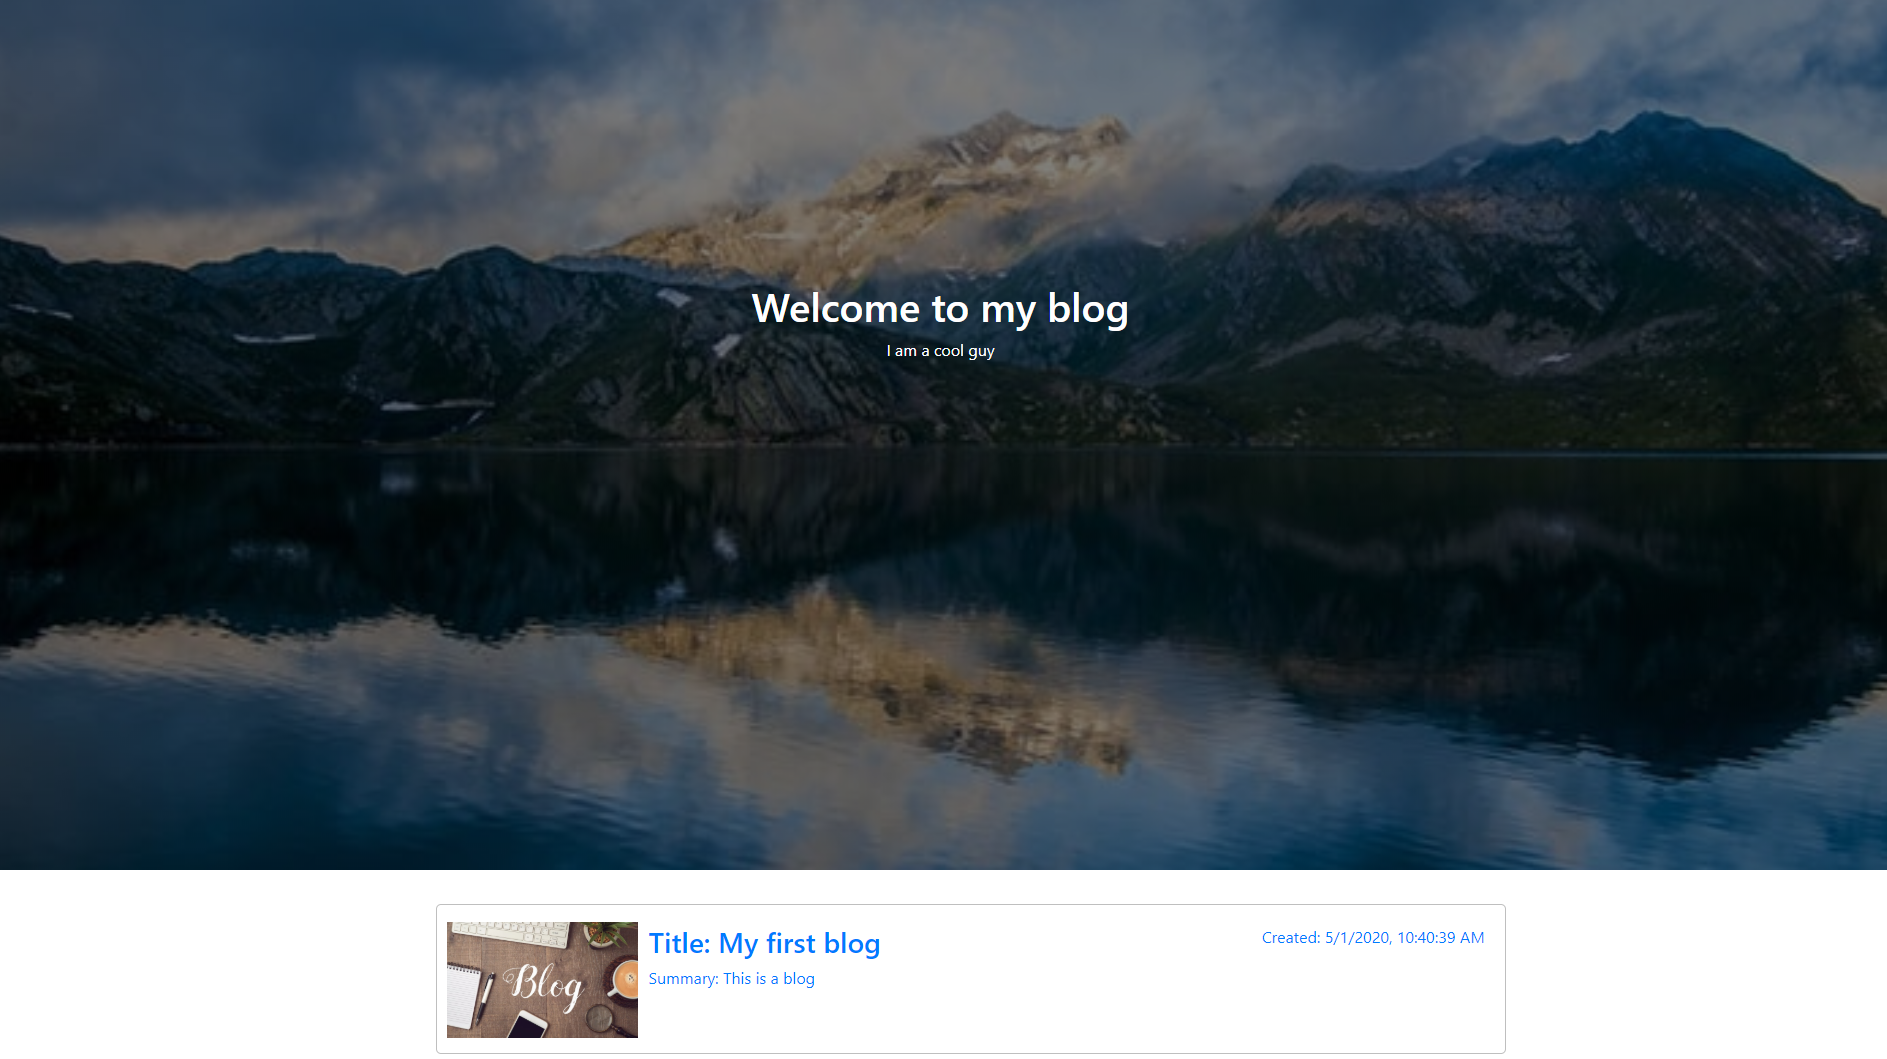 Welcome to my blog
I am a cool guy
Blog
Title: My first blog
Created: 5/1/2020, 10:40:39 AM
Summary: This is a blog